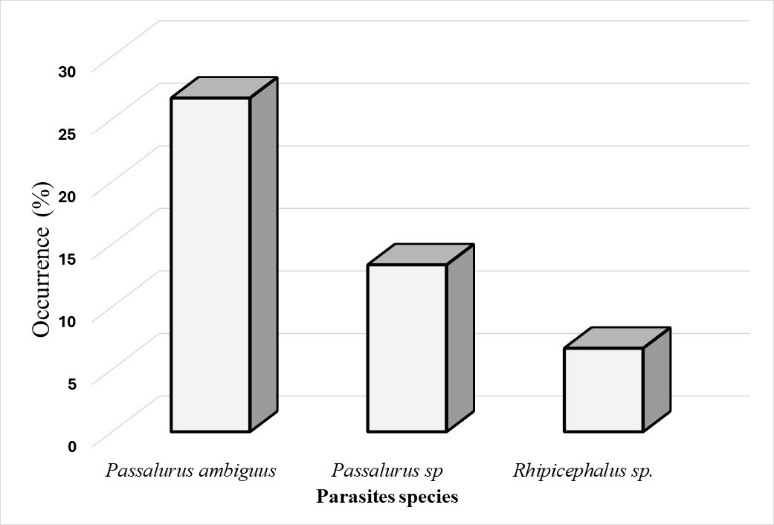 30
25
20
15
10
5
0
Occurrence (%)
Passalurus ambiguus
Passalurus sp
Rhipicephalus sp.
Parasites species